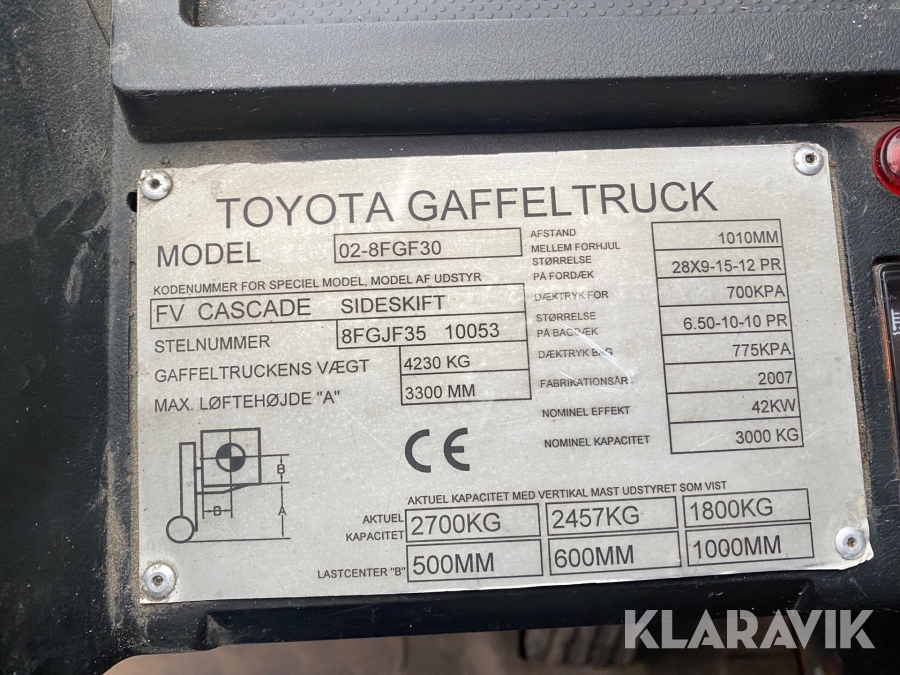 TOYOTA GAFFELTRUCK
MODEL 02-8FGF30
KODENUMMER FOR SPECIEL MODEL, MODEL AF UDSTYR
FV CASCADE SIDESKIFT
STELNUMMER 8FGJF35 10053
GAFFELTRUCKENS VÆGT 4230 KG
MAX. LØFTEHØJDE "A" 3300 MM
AFSTAND
MELLEM FORHJUL 1010MM
STØRRELSE
PÅ FORDÆK 28X9-15-12 PR
DÆKTRYK FOR 700KPA
STØRRELSE
PÅ BAGDÆK 6.50-10-10 PR
DÆKTRYK BAG 775KPA
FABRIKATIONSÅR 2007
NOMINEL EFFEKT 42KW
NOMINEL KAPACITET 3000 KG
B
B
A
CE
AKTUEL KAPACITET MED VERTIKAL MAST UDSTYRET SOM VIST
AKTUEL
KAPACITET 2700KG 2457KG 1800KG
LASTCENTER "B" 500MM 600MM 1000MM
KLARAVIK